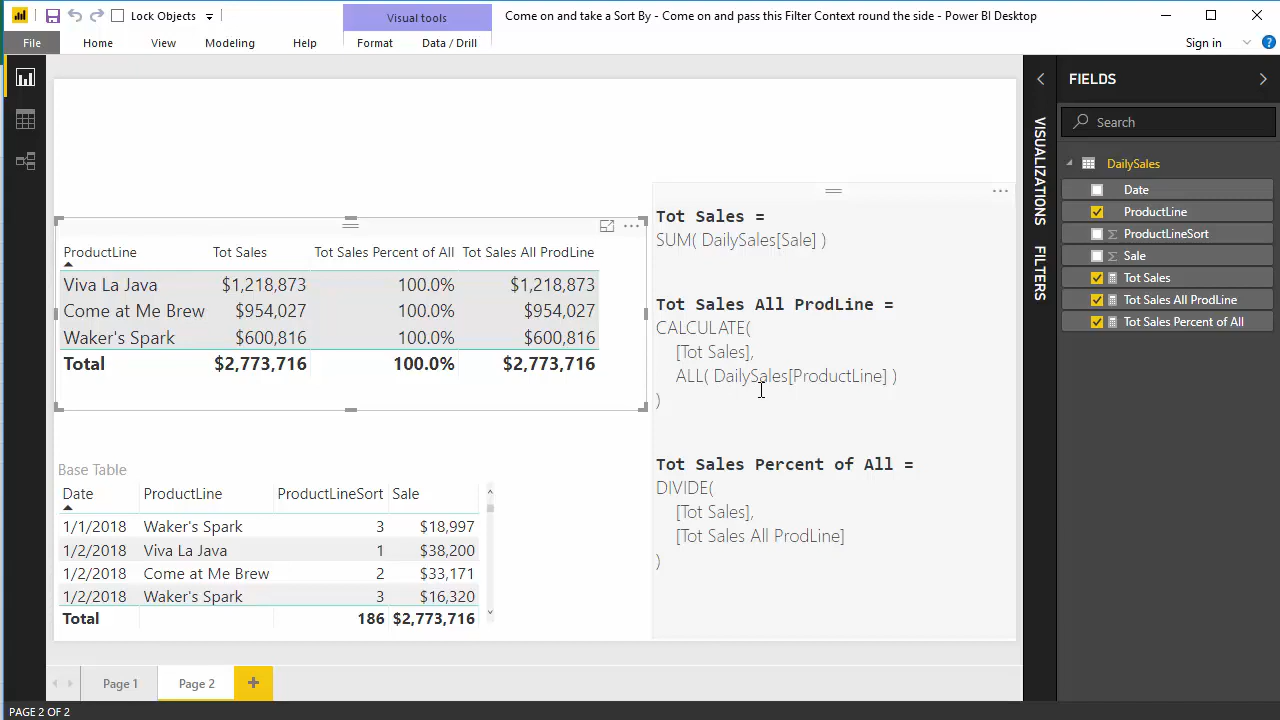 Lock Objects
Visual tools
Come on and take a Sort By - Come on and pass this Filter Context round the side - Power BI Desktop
File Home View Modeling Help Format Data / Drill Sign in
ProductLine Tot Sales Tot Sales Percent of All Tot Sales All ProdLine
Viva La Java $1,218,873 100.0% $1,218,873
Come at Me Brew $954,027 100.0% $954,027
Waker's Spark $600,816 100.0% $600,816
Total $2,773,716 100.0% $2,773,716
Base Table
Date ProductLine ProductLineSort Sale
1/1/2018 Waker's Spark 3 $18,997
1/2/2018 Viva La Java 1 $38,200
1/2/2018 Come at Me Brew 2 $33,171
1/2/2018 Waker's Spark 3 $16,320
Total 186 $2,773,716
Tot Sales =
SUM( DailySales[Sale] )
Tot Sales All ProdLine =
CALCULATE(
[Tot Sales],
ALL( DailySales[ProductLine] )
)
Tot Sales Percent of All =
DIVIDE(
[Tot Sales],
[Tot Sales All ProdLine]
)
VISUALIZATIONS
FILTERS
FIELDS
Search
DailySales
Date
ProductLine
ProductLineSort
Sale
Tot Sales
Tot Sales All ProdLine
Tot Sales Percent of All
Page 1 Page 2
PAGE 2 OF 2